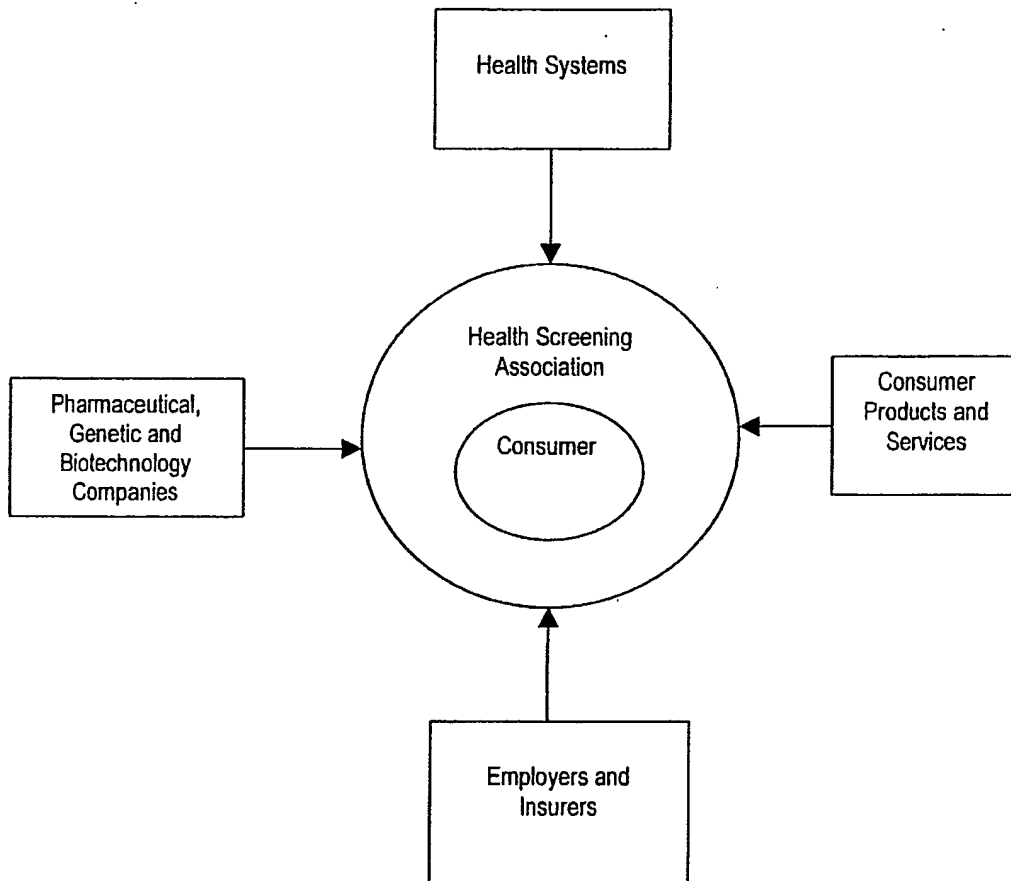 Health Systems
Health Screening
Association
Consumer
Pharmaceutical,
Genetic and
Biotechnology
Companies
Consumer
Products and
Services
Employers and
Insurers